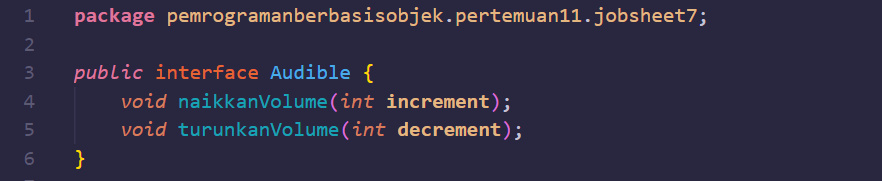 1 package pemrogramanberbasisobjek.pertemuan11.jobsheet7;
2
3 public interface Audible {
4 void naikkanVolume(int increment);
5 void turunkanVolume(int decrement);
6 }